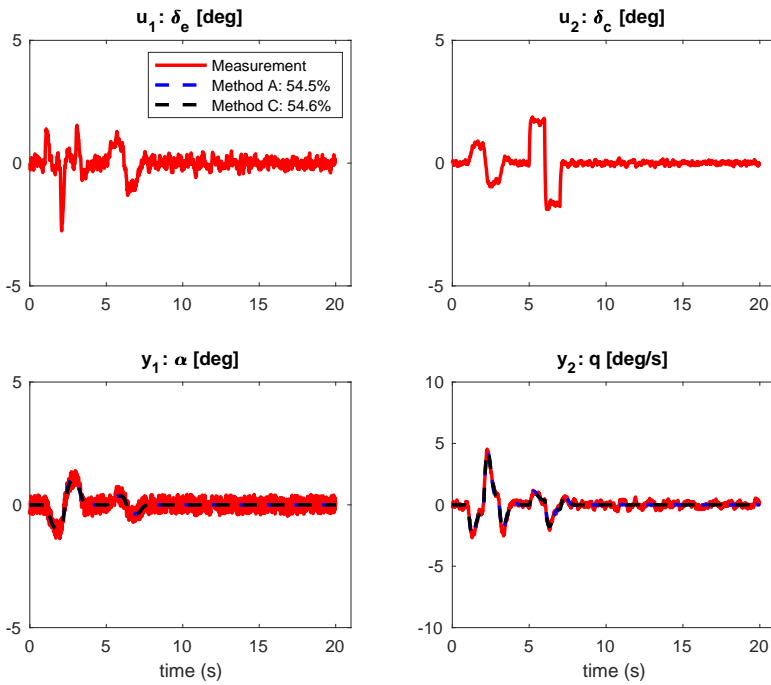 u1: δe [deg]
5
0
-5
0 5 10 15 20
Measurement
Method A: 54.5%
Method C: 54.6%
u2: δc [deg]
5
0
-5
0 5 10 15 20
y1: α [deg]
5
0
-5
0 5 10 15 20
time (s)
y2: q [deg/s]
10
5
0
-5
-10
0 5 10 15 20
time (s)